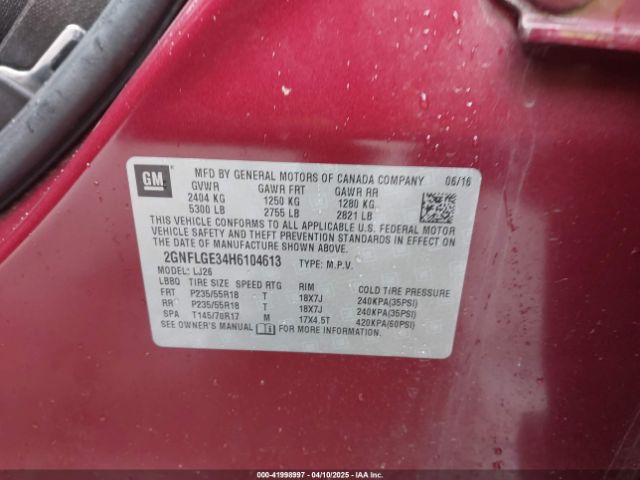 GM
MFD BY GENERAL MOTORS OF CANADA COMPANY 06/16
GVWR GAWR FRT GAWR RR
2404 KG 1250 KG 1280 KG
5300 LB 2755 LB 2821 LB
THIS VEHICLE CONFORMS TO ALL APPLICABLE U.S. FEDERAL MOTOR
VEHICLE SAFETY AND THEFT PREVENTION STANDARDS IN EFFECT ON
THE DATE OF MANUFACTURE SHOWN ABOVE.
2GNFLGE34H6104613 TYPE: M.P.V.
MODEL: LJ26
LBBQ TIRE SIZE SPEED RTG RIM COLD TIRE PRESSURE
FRT P235/55R18 T 18X7J 240KPA(35PSI)
RR P235/55R18 T 18X7J 240KPA(35PSI)
SPA T145/70R17 M 17X4.5T 420KPA(60PSI)
SEE OWNER'S MANUAL FOR MORE INFORMATION.
000-41998997 - 04/10/2025 - IAAI.COM